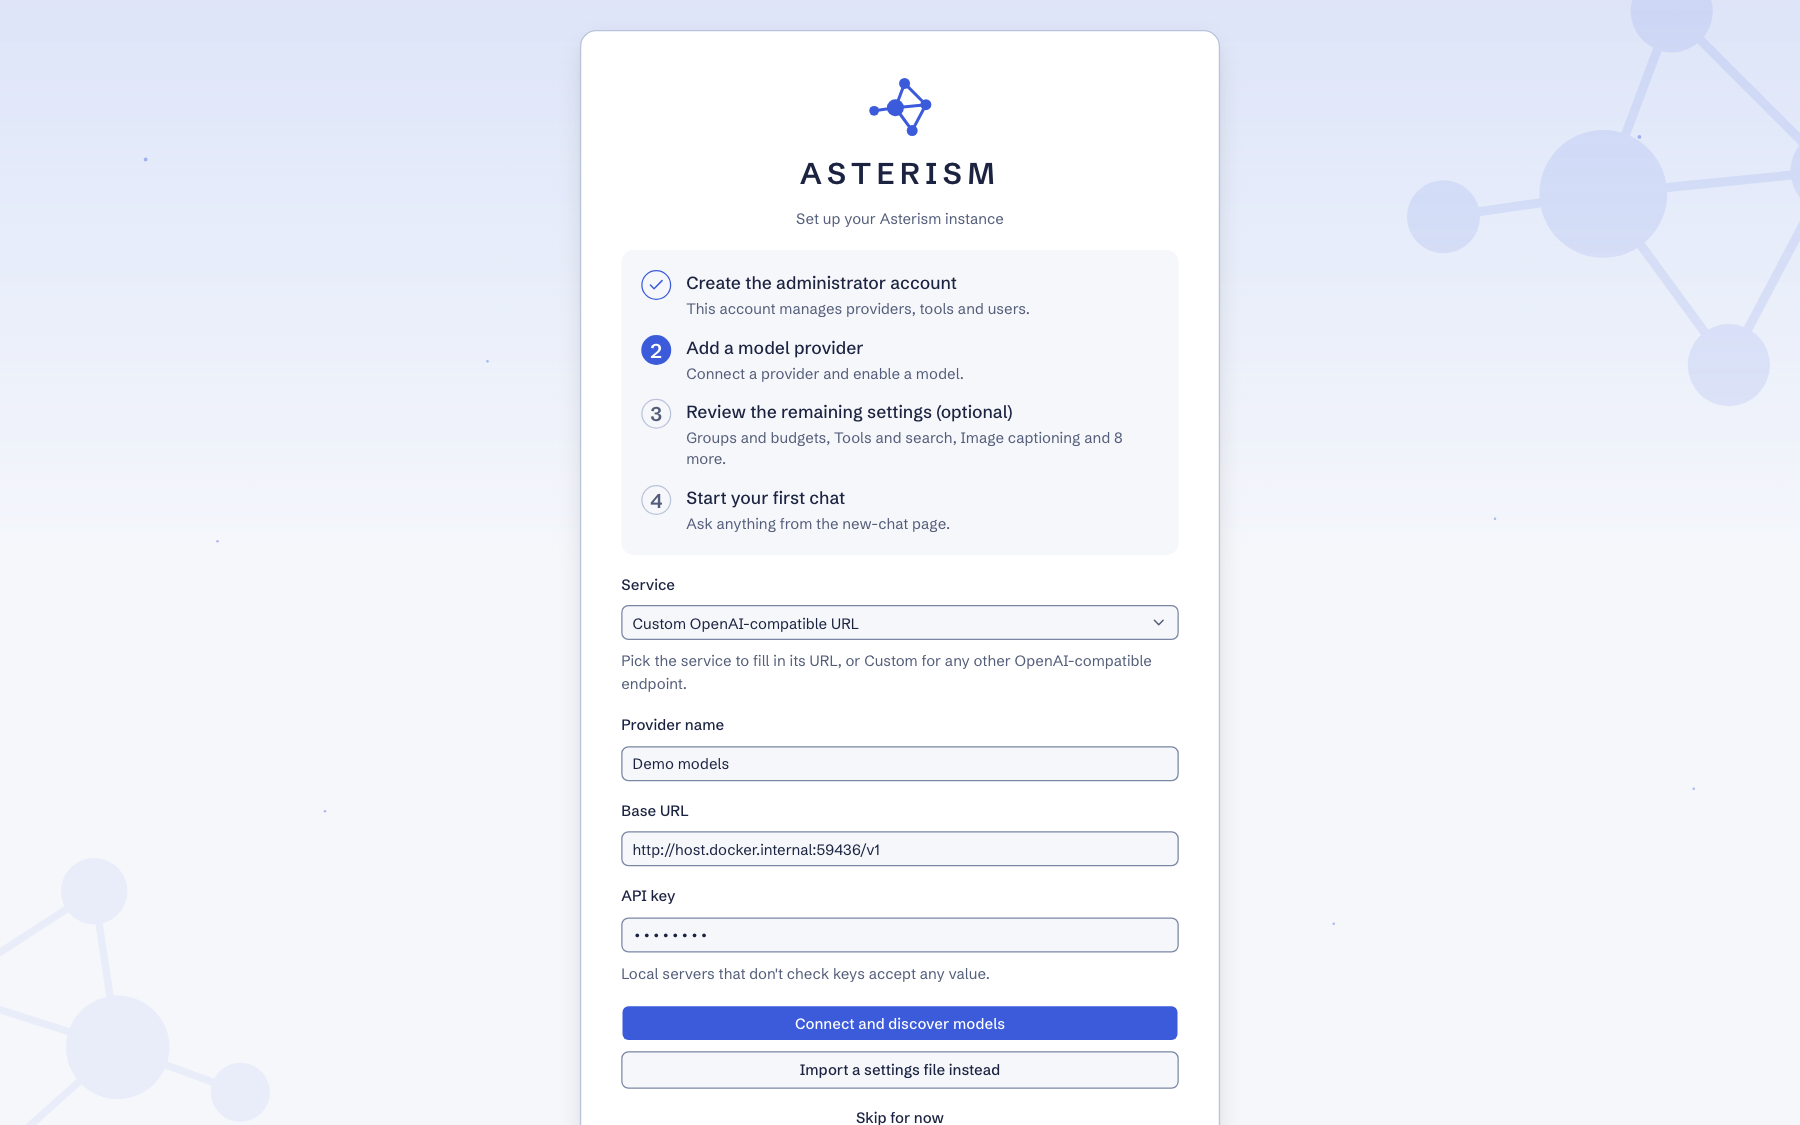 ASTERISM
Set up your Asterism instance
Create the administrator account
This account manages providers, tools and users.
2
Add a model provider
Connect a provider and enable a model.
3
Review the remaining settings (optional)
Groups and budgets, Tools and search, Image captioning and 8
more.
4
Start your first chat
Ask anything from the new-chat page.
Service
Custom OpenAI-compatible URL
Pick the service to fill in its URL, or Custom for any other OpenAI-compatible
endpoint.
Provider name
Demo models
Base URL
http://host.docker.internal:59436/v1
API key
••••••••
Local servers that don't check keys accept any value.
Connect and discover models
Import a settings file instead
Skip for now